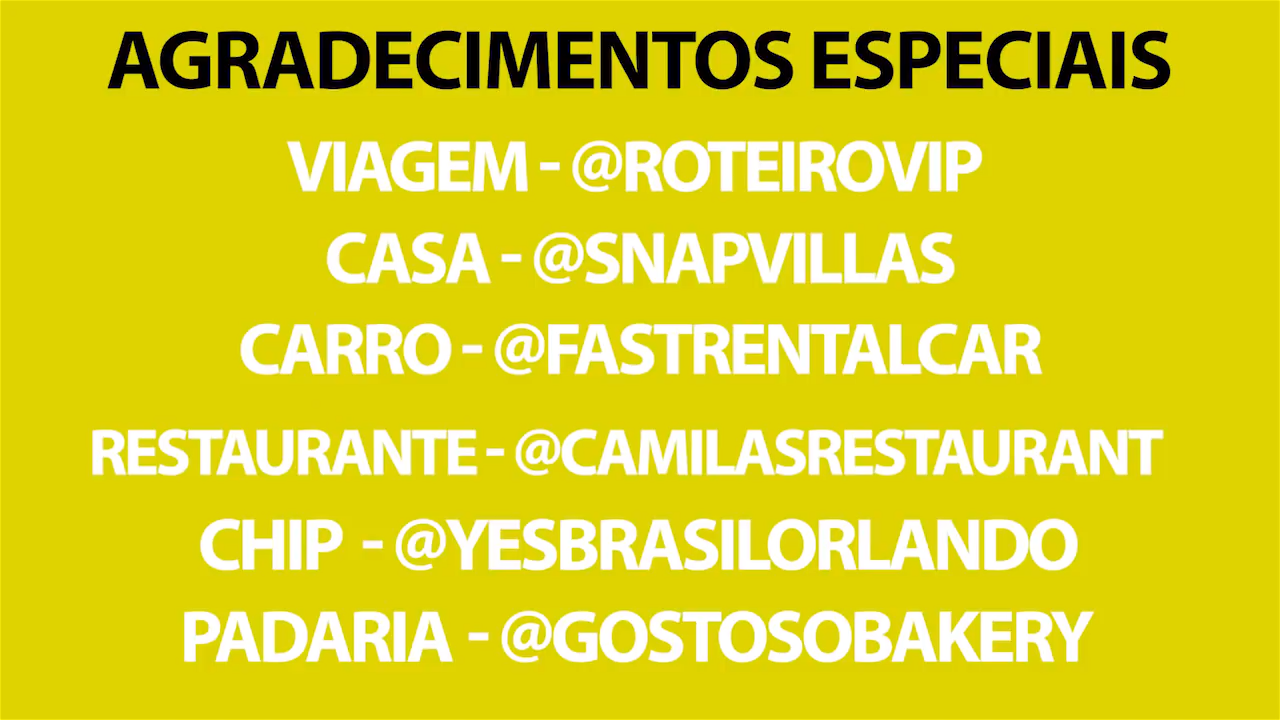 AGRADECIMENTOS ESPECIAIS
VIAGEM - @ROTEIROVIP
CASA - @SNAPVILLAS
CARRO - @FASTRENTALCAR
RESTAURANTE - @CAMILASRESTAURANT
CHIP - @YESBRASILORLANDO
PADARIA - @GOSTOSOBAKERY